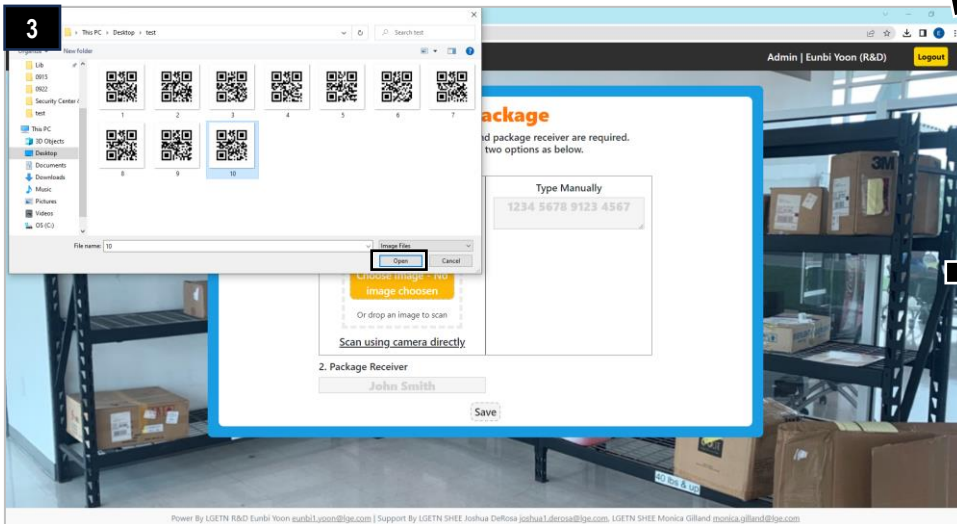 3
This PC > Desktop > test
Search test
Organize
New folder
Lib
0915
0922
Security Center
test
This PC
3D Objects
Desktop
Documents
Downloads
Music
Pictures
Videos
OS (C:)
1 2 3 4 5 6 7
8 9 10
File name: 10
Image Files
Open
Cancel
Admin | Eunbi Yoon (R&D)
Logout
ackage
nd package receiver are required.
two options as below.
Type Manually
1234 5678 9123 4567
Choose Image - No
image choosen
Or drop an image to scan
Scan using camera directly
2. Package Receiver
John Smith
Save
3M
40 lbs & up
Power By LGETN R&D Eunbi Yoon eunbi1.yoon@lge.com | Support By LGETN SHEE Joshua DeRosa joshua1.derosa@lge.com, LGETN SHEE Monica Gilland monica.gilland@lge.com